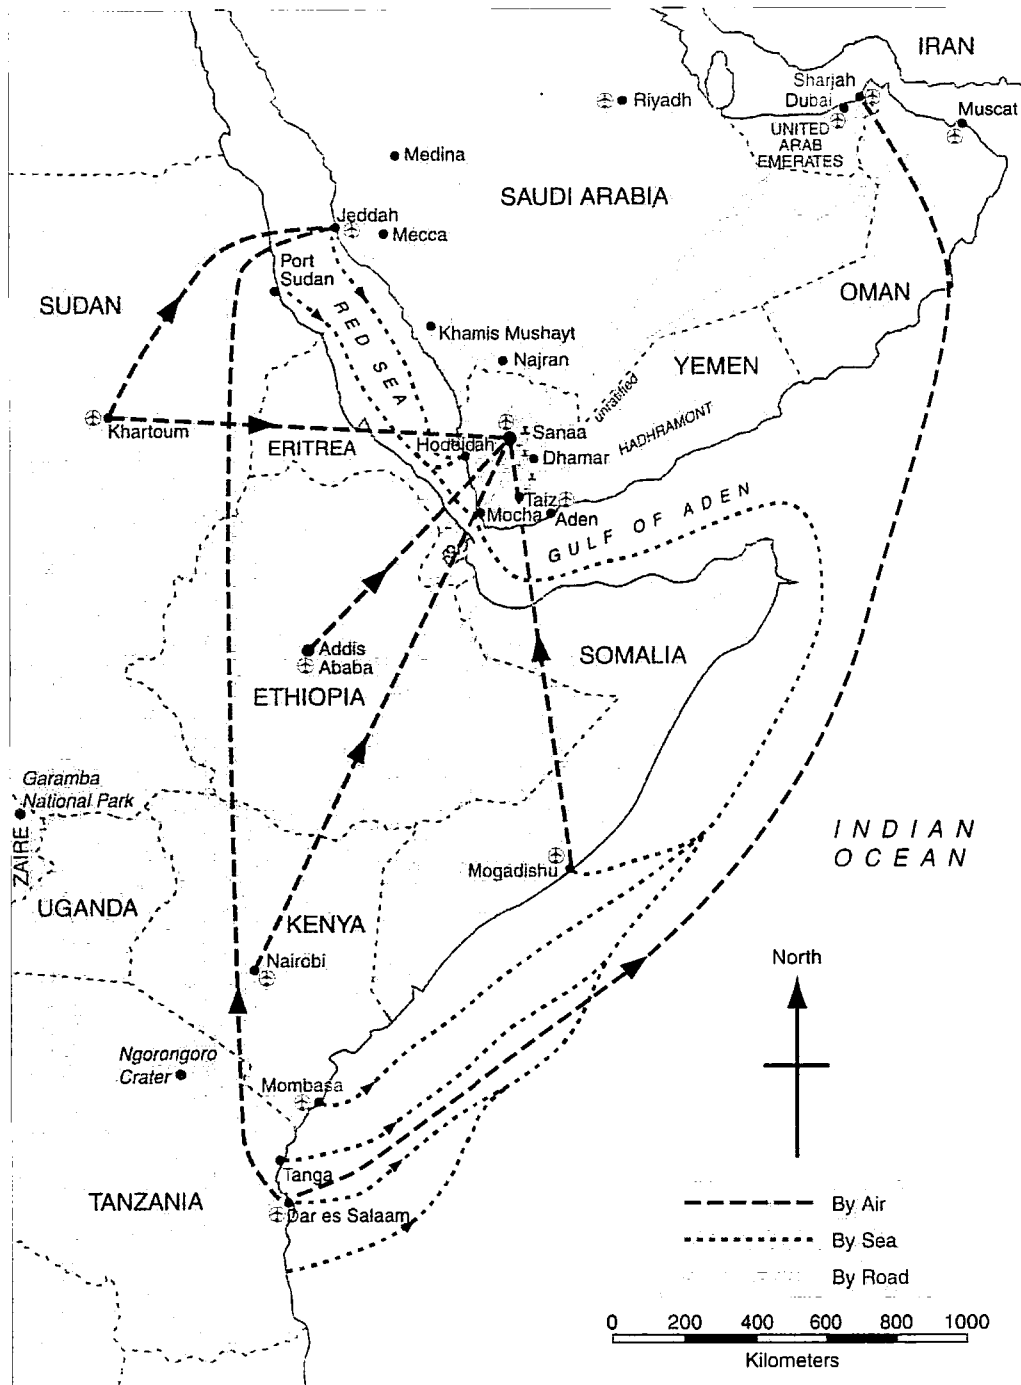 IRAN
Sharjah
Dubai
Muscat
Riyadh
UNITED
ARAB
EMERATES
Medina
SAUDI ARABIA
Jeddah
Mecca
Port
Sudan
SUDAN
RED SEA
OMAN
Khamis Mushayt
Najran
YEMEN
unratified
HADHRAMONT
Khartoum
ERITREA
Hodeidah
Sanaa
Dhamar
Taiz
Mocha
Aden
GULF OF ADEN
Addis
Ababa
SOMALIA
ETHIOPIA
Garamba
National Park
ZAIRE
INDIAN
OCEAN
Mogadishu
UGANDA
KENYA
Nairobi
North
Ngorongoro
Crater
Mombasa
Tanga
TANZANIA
Dar es Salaam
By Air
By Sea
By Road
0 200 400 600 800 1000
Kilometers